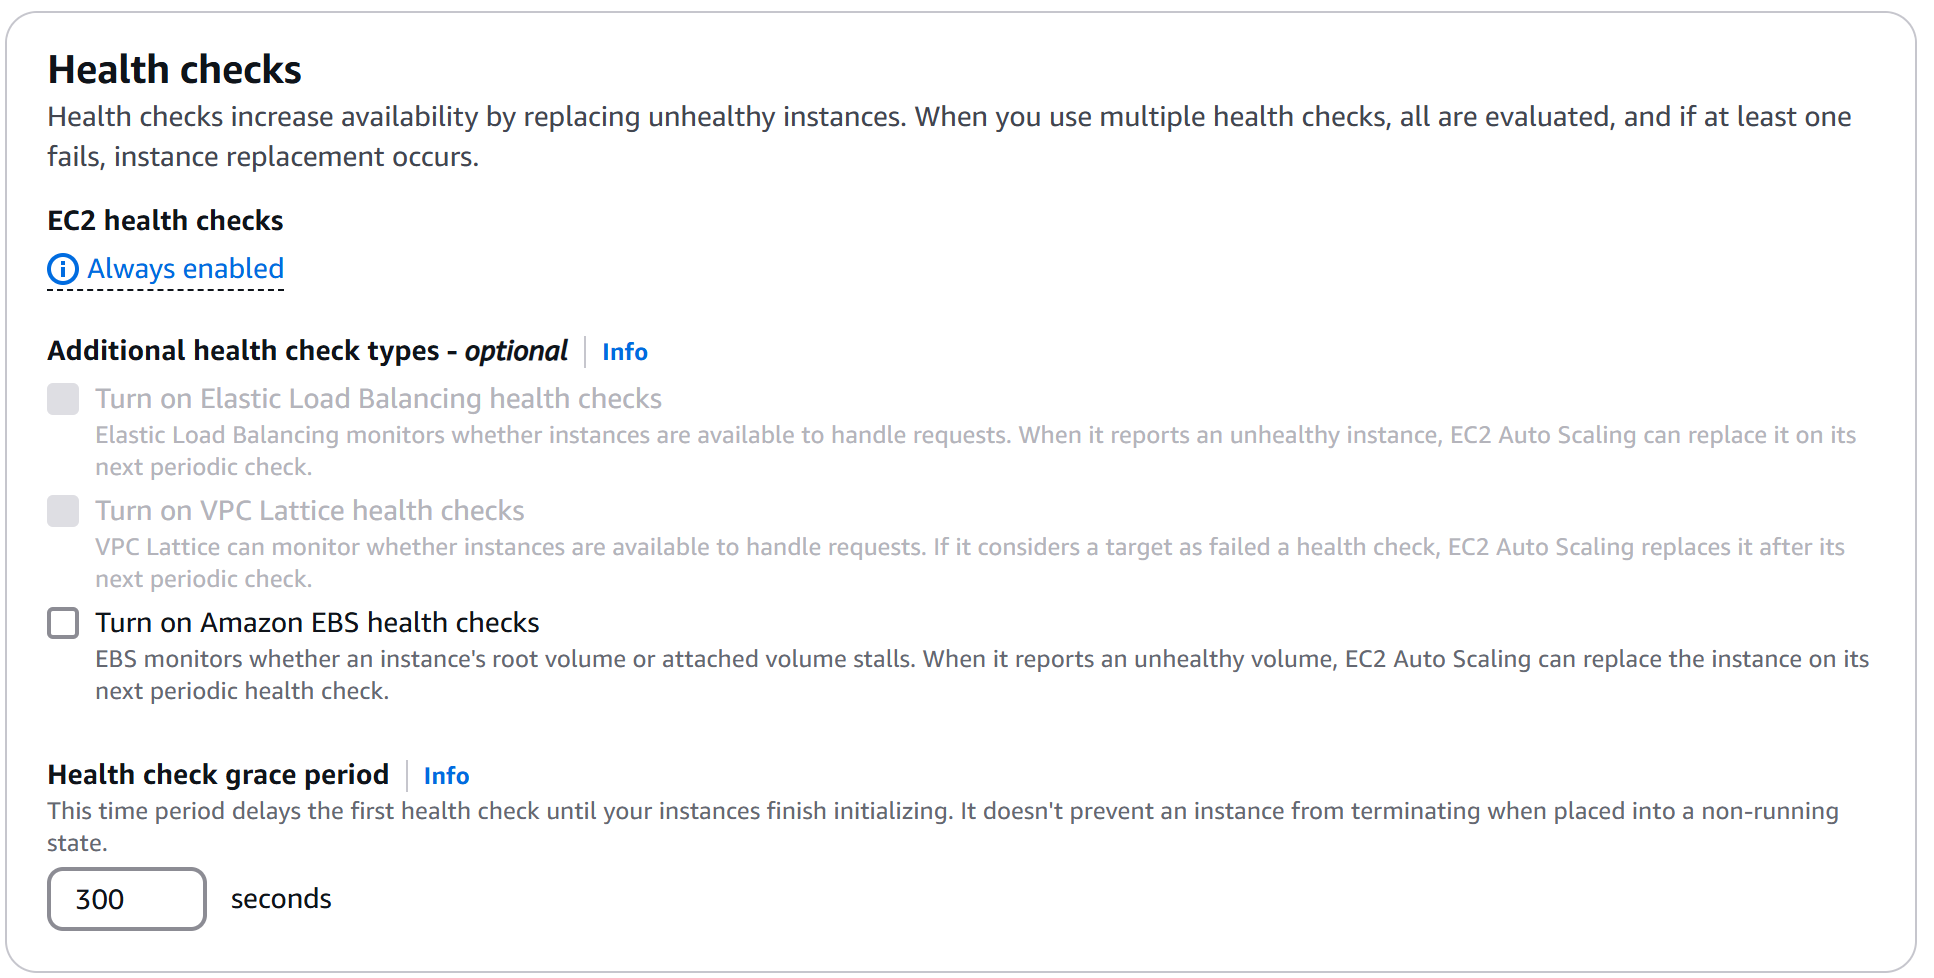 Health checks
Health checks increase availability by replacing unhealthy instances. When you use multiple health checks, all are evaluated, and if at least one
fails, instance replacement occurs.
EC2 health checks
Always enabled
Additional health check types - optional Info
Turn on Elastic Load Balancing health checks
Elastic Load Balancing monitors whether instances are available to handle requests. When it reports an unhealthy instance, EC2 Auto Scaling can replace it on its
next periodic check.
Turn on VPC Lattice health checks
VPC Lattice can monitor whether instances are available to handle requests. If it considers a target as failed a health check, EC2 Auto Scaling replaces it after its
next periodic check.
Turn on Amazon EBS health checks
EBS monitors whether an instance's root volume or attached volume stalls. When it reports an unhealthy volume, EC2 Auto Scaling can replace the instance on its
next periodic health check.
Health check grace period Info
This time period delays the first health check until your instances finish initializing. It doesn't prevent an instance from terminating when placed into a non-running
state.
300 seconds